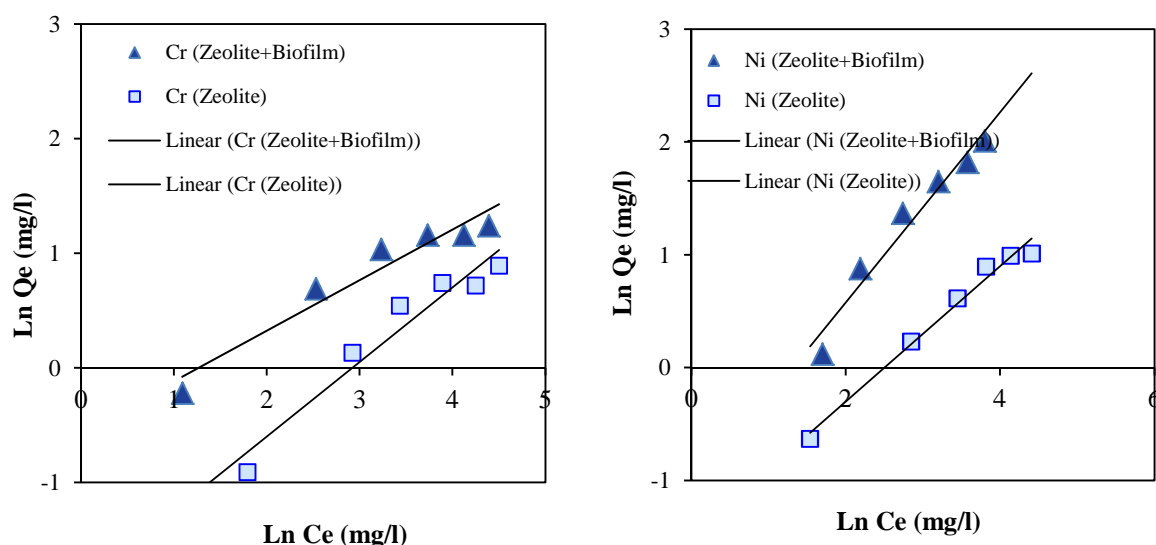 3
Cr (Zeolite+Biofilm)
Cr (Zeolite)
2
Linear (Cr (Zeolite+Biofilm))
Linear (Cr (Zeolite))
1
0
-1
0
1
2
3
4
5
Ln Qe (mg/l)
Ln Ce (mg/l)
3
Ni (Zeolite+Biofilm)
Ni (Zeolite)
2
Linear (Ni (Zeolite+Biofilm))
Linear (Ni (Zeolite))
1
0
-1
0
2
4
6
Ln Qe (mg/l)
Ln Ce (mg/l)